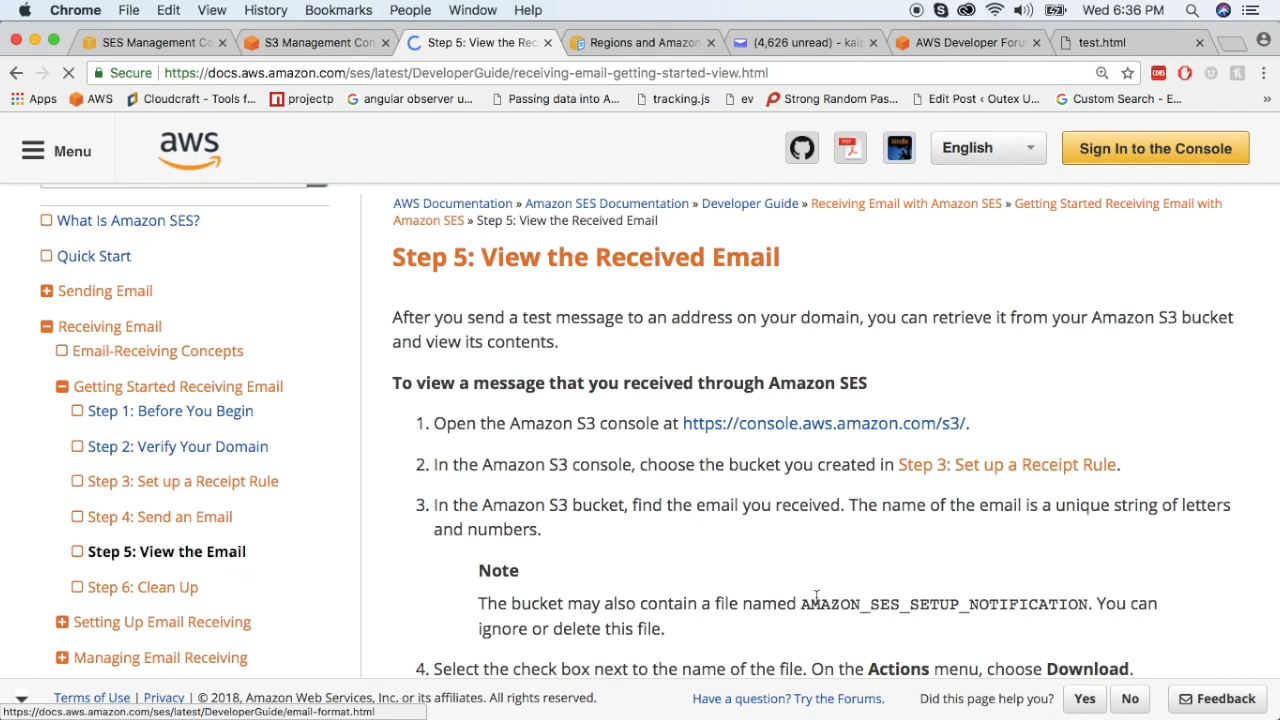 Chrome File Edit View History Bookmarks People Window Help Wed 6:36 PM
SES Management C × S3 Management Con × Step 5: View the Rec × Regions and Amazon × (4,626 unread) - kaip × AWS Developer Foru × test.html ×
Secure | https://docs.aws.amazon.com/ses/latest/DeveloperGuide/receiving-email-getting-started-view.html
Apps AWS Cloudcraft - Tools f... projectp angular observer u... Passing data into A... tracking.js ev Strong Random Pas... Edit Post ‹ Outex U... Custom Search - E... »
Menu aws English Sign In to the Console
AWS Documentation » Amazon SES Documentation » Developer Guide » Receiving Email with Amazon SES » Getting Started Receiving Email with
Amazon SES » Step 5: View the Received Email
What Is Amazon SES?
Quick Start
Sending Email
Receiving Email
Email-Receiving Concepts
Getting Started Receiving Email
Step 1: Before You Begin
Step 2: Verify Your Domain
Step 3: Set up a Receipt Rule
Step 4: Send an Email
Step 5: View the Email
Step 6: Clean Up
Setting Up Email Receiving
Managing Email Receiving
Step 5: View the Received Email
After you send a test message to an address on your domain, you can retrieve it from your Amazon S3 bucket
and view its contents.
To view a message that you received through Amazon SES
1. Open the Amazon S3 console at https://console.aws.amazon.com/s3/.
2. In the Amazon S3 console, choose the bucket you created in Step 3: Set up a Receipt Rule.
3. In the Amazon S3 bucket, find the email you received. The name of the email is a unique string of letters
and numbers.
Note
The bucket may also contain a file named AMAZON_SES_SETUP_NOTIFICATION. You can
ignore or delete this file.
4. Select the check box next to the name of the file. On the Actions menu, choose Download.
Terms of Use | Privacy | © 2018, Amazon Web Services, Inc. or its affiliates. All rights reserved. Have a question? Try the Forums. Did this page help you? Yes No Feedback
https://docs.aws.amazon.com/ses/latest/DeveloperGuide/email-format.html